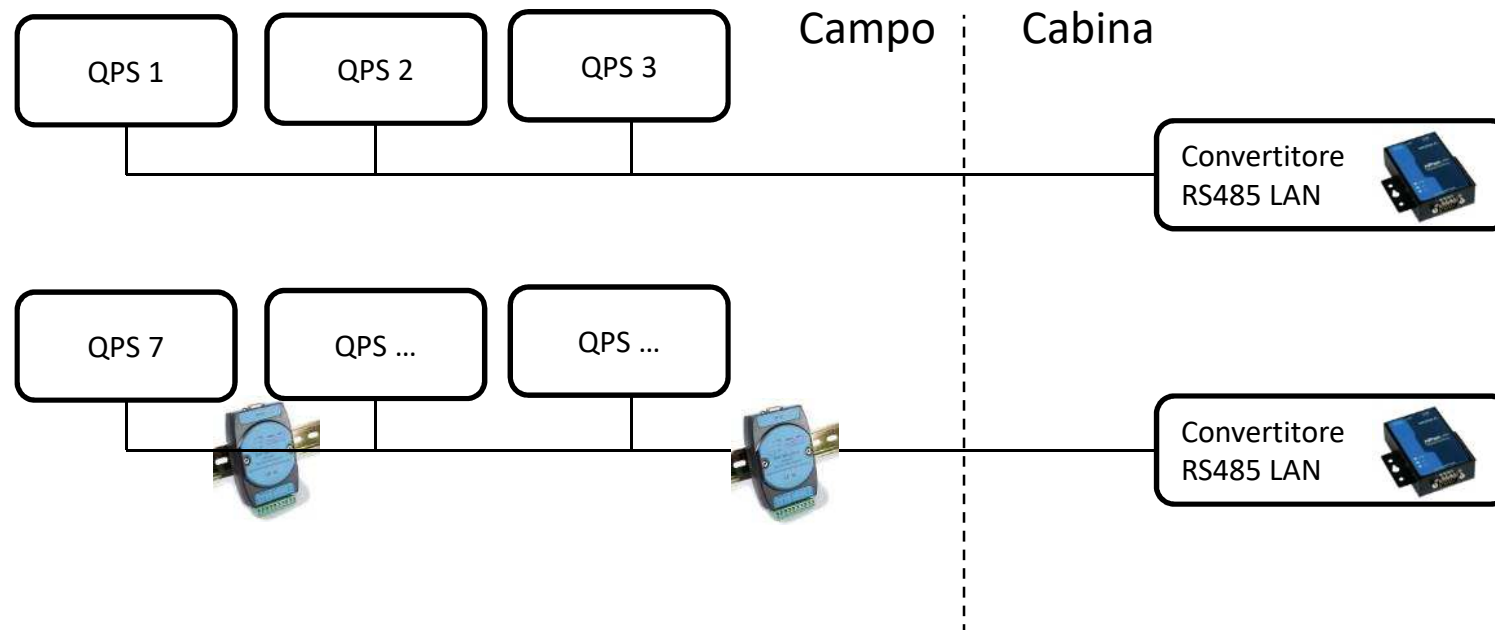 Campo
Cabina
QPS 1
QPS 2
QPS 3
Convertitore
RS485 LAN
QPS 7
QPS ...
QPS ...
Convertitore
RS485 LAN